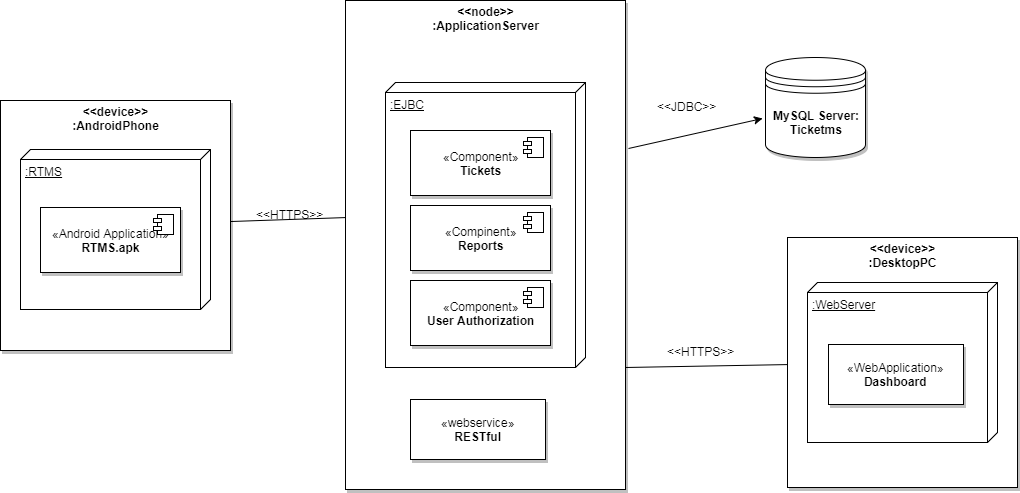 <<node>>
:ApplicationServer
<<device>>
:AndroidPhone
:RTMS
«Android Application»
RTMS.apk
<<HTTPS>>
:EJBC
«Component»
Tickets
«Compinent»
Reports
«Component»
User Authorization
«webservice»
RESTful
<<JDBC>>
MySQL Server:
Ticketms
<<HTTPS>>
<<device>>
:DesktopPC
:WebServer
«WebApplication»
Dashboard